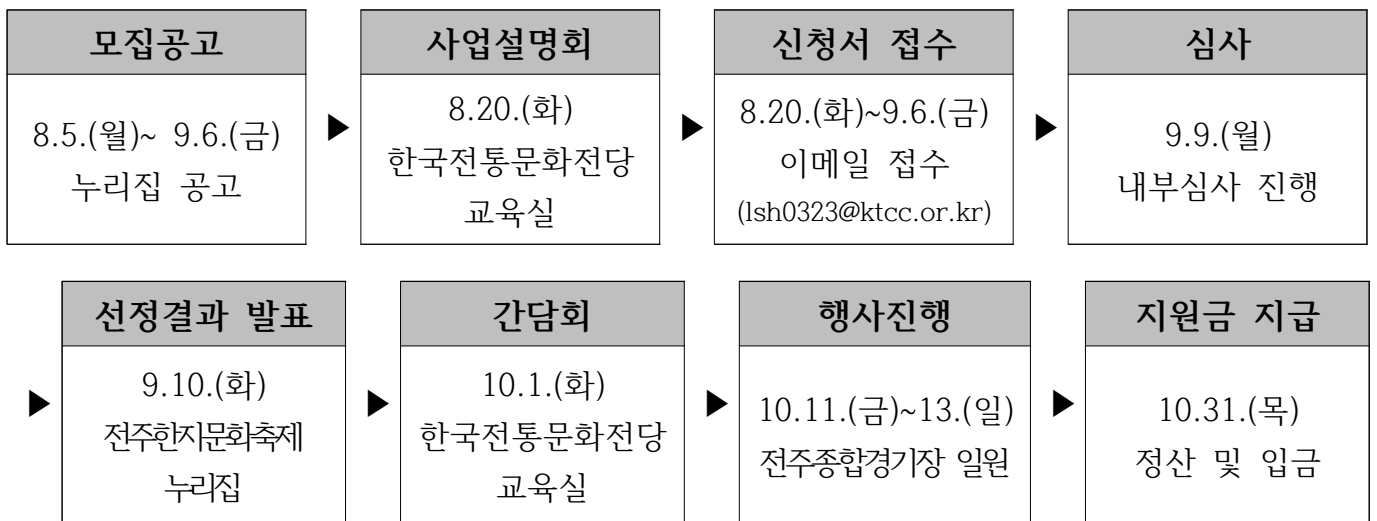 모집공고
8.5.(월)~ 9.6.(금)
누리집 공고
▶
사업설명회
8.20.(화)
한국전통문화전당
교육실
▶
신청서 접수
8.20.(화)~9.6.(금)
이메일 접수
(lsh0323@ktcc.or.kr)
▶
심사
9.9.(월)
내부심사 진행
▶
선정결과 발표
9.10.(화)
전주한지문화축제
누리집
▶
간담회
10.1.(화)
한국전통문화전당
교육실
▶
행사진행
10.11.(금)~13.(일)
전주종합경기장 일원
▶
지원금 지급
10.31.(목)
정산 및 입금